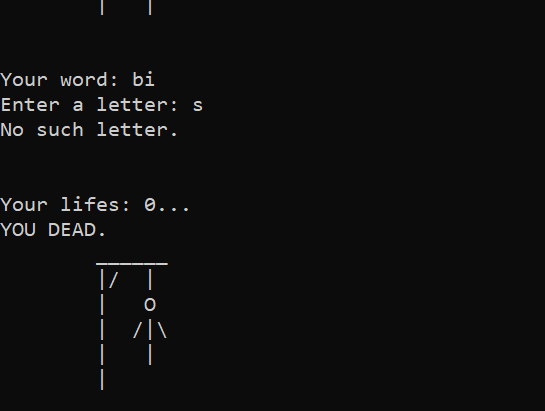 Your word: bi
Enter a letter: s
No such letter.
Your lifes: 0...
YOU DEAD.